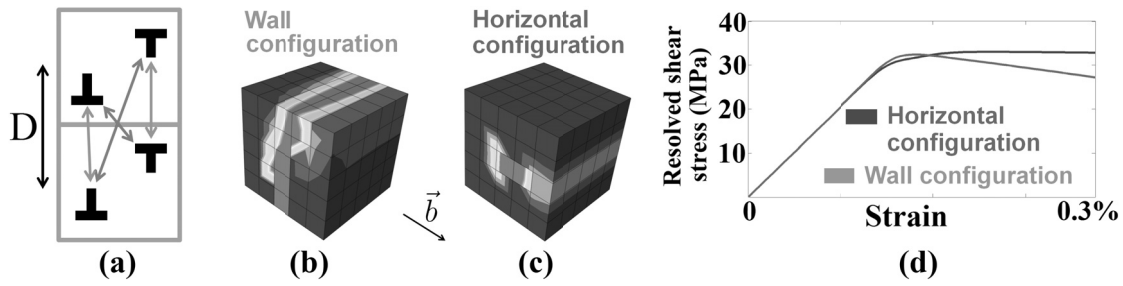 D
(a)
Wall
configuration
(b)
b
Horizontal
configuration
(c)
Resolved shear
stress (MPa)
40
30
20
10
0
Strain
0.3%
Horizontal
configuration
Wall configuration
(d)